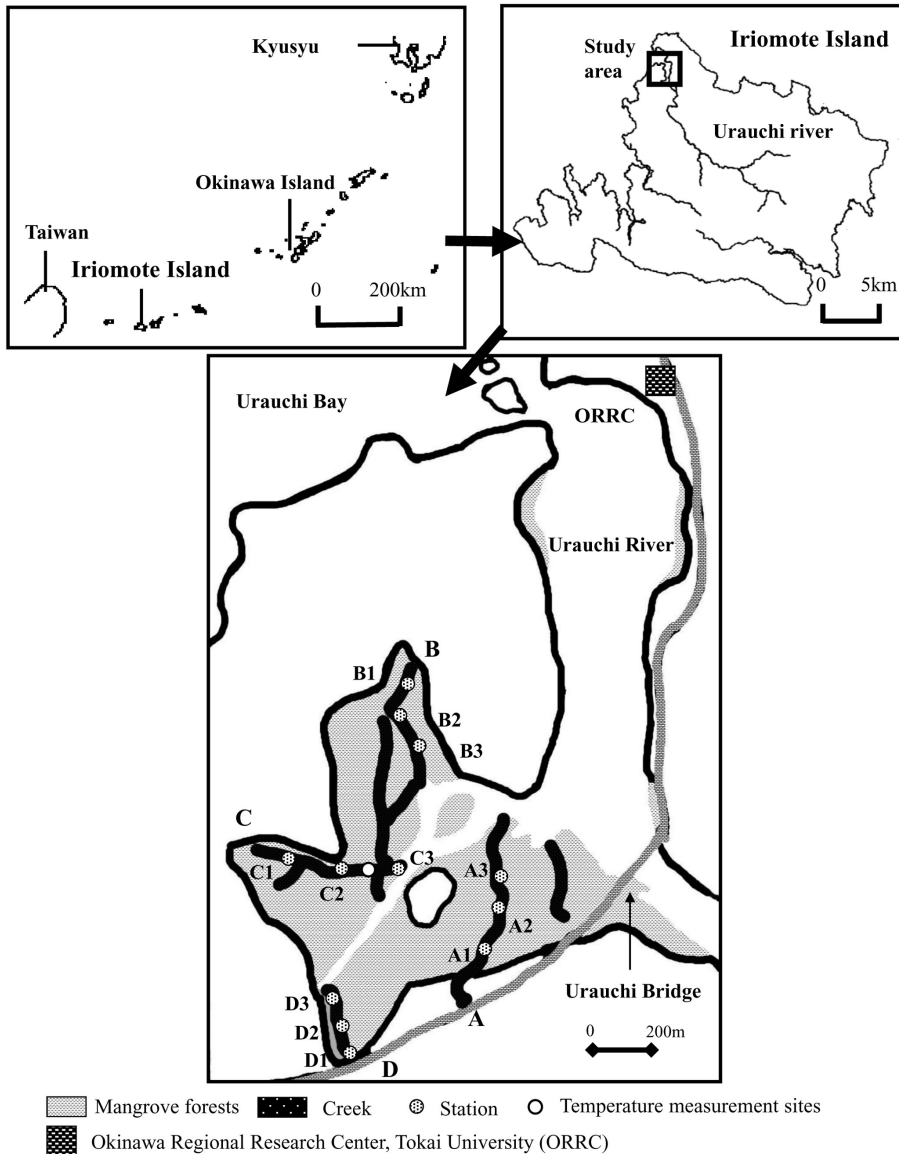 Kyusyu
Okinawa Island
Taiwan
Iriomote Island
0 200km
Study
area
Iriomote Island
Urauchi river
0 5km
Urauchi Bay
ORRC
Urauchi River
B
B1
B2
B3
C
C1
C2
C3
A3
A2
A1
A
Urauchi Bridge
D3
D2
D1
D
0 200m
Mangrove forests Creek Station Temperature measurement sites
Okinawa Regional Research Center, Tokai University (ORRC)